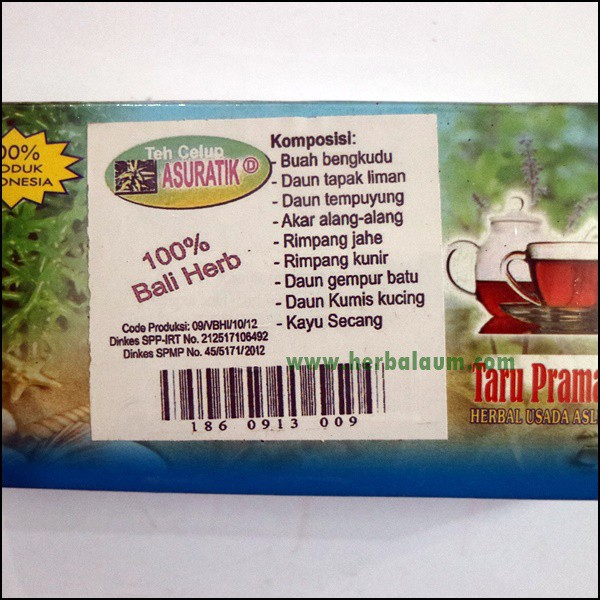 00%
ODUK
ONESIA
Teh Celup
ASURATIK D
100%
Bali Herb
Komposisi:
- Buah bengkudu
- Daun tapak liman
- Daun tempuyung
- Akar alang-alang
- Rimpang jahe
- Rimpang kunir
- Daun gempur batu
- Daun Kumis kucing
- Kayu Secang
Code Produksi: 09/VBHI/10/12
Dinkes SPP-IRT No. 212517106492
Dinkes SPMP No. 45/5171/2012
www.herbalaum.com
186 0913 009
Taru Prama
HERBAL USADA ASL